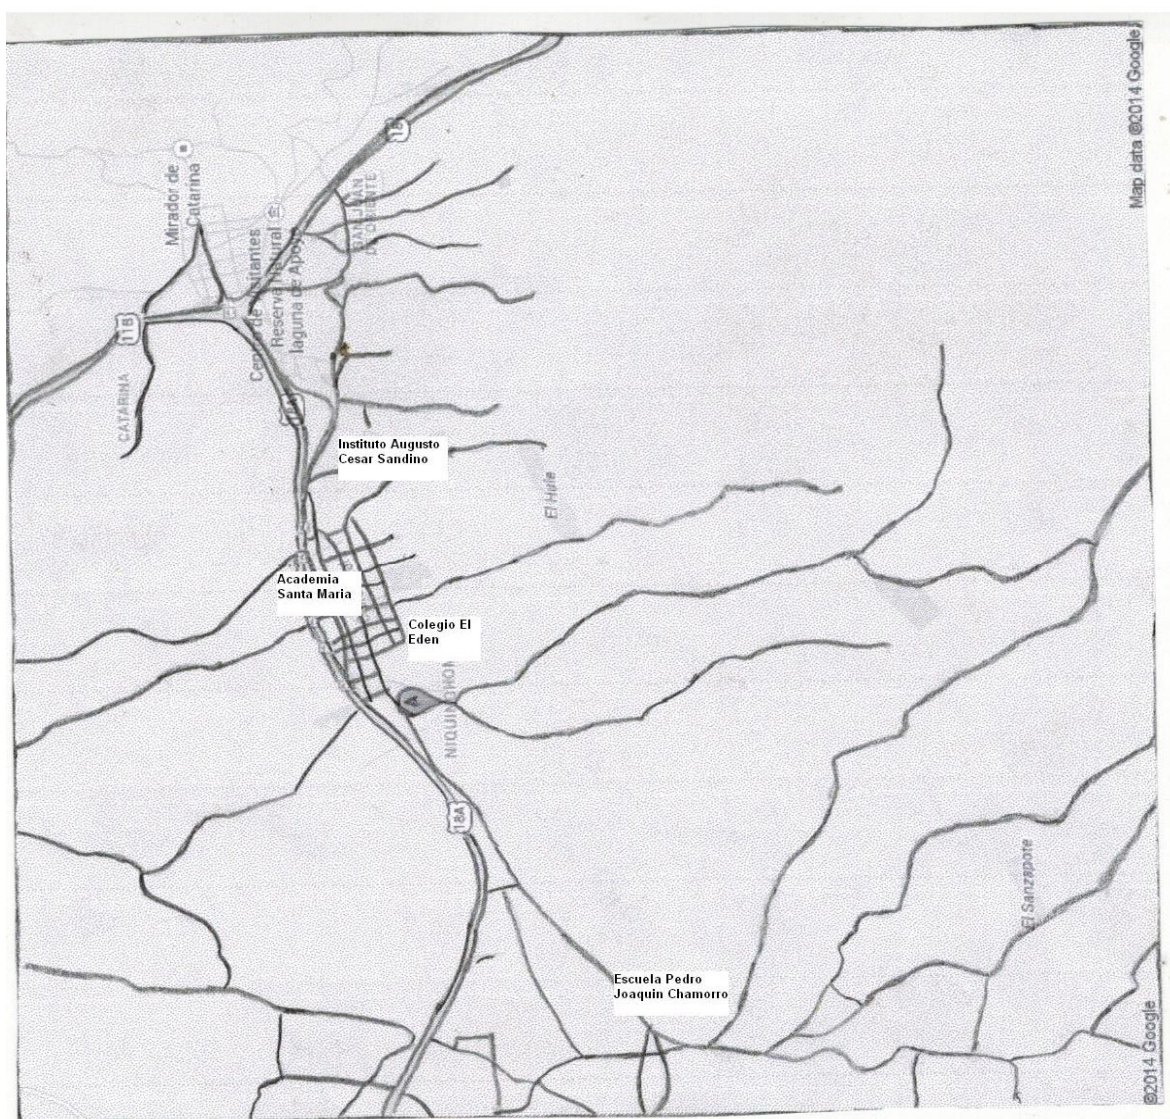 Map data ©2014 Google
18
Mirador de
Catarina
SAN JUAN
DE ORIENTE
Centro de Visitantes
Reserva Natural
laguna de Apoyo
11B
CATARINA
Instituto Augusto
Cesar Sandino
El Hule
Academia
Santa Maria
Colegio El
Eden
A
18A
El Sanzapote
Escuela Pedro
Joaquin Chamorro
©2014 Google